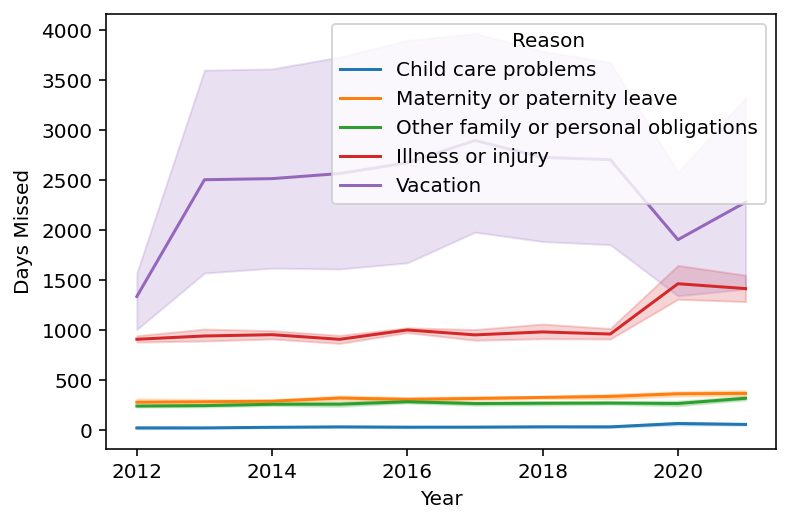 4000
3500
3000
2500
2000
1500
1000
500
0
Days Missed
Reason
Child care problems
Maternity or paternity leave
Other family or personal obligations
Illness or injury
Vacation
2012 2014 2016 2018 2020
Year